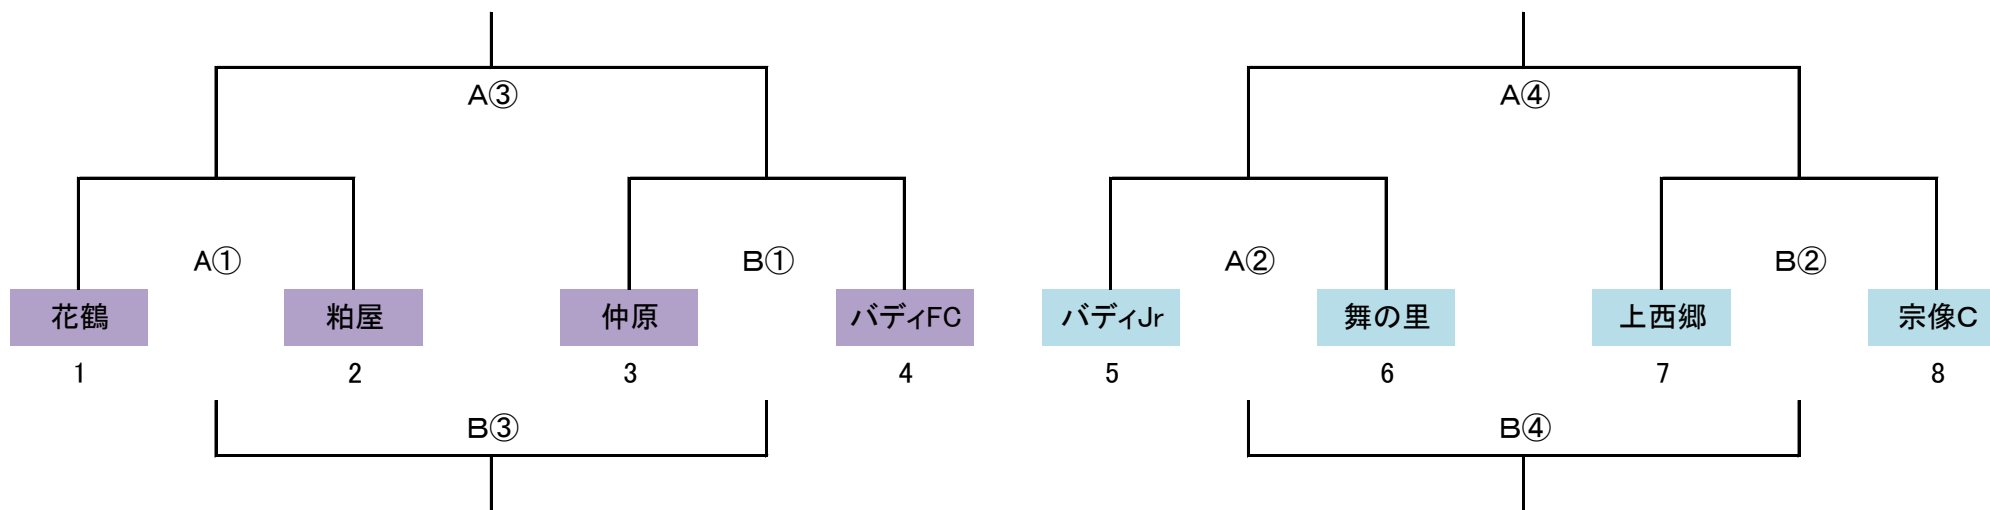 A③ A④
A① B① A② B②
花鶴 粕屋 仲原 バディFC バディJr 舞の里 上西郷 宗像C
1 2 3 4 5 6 7 8
B③ B④